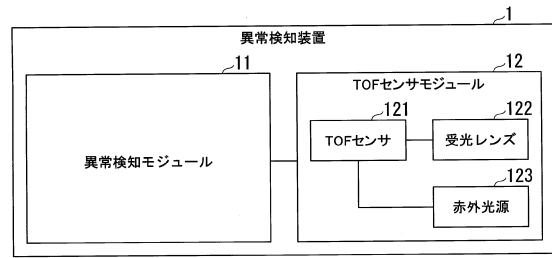 1
異常検知装置
11
12
TOFセンサモジュール
121
122
TOFセンサ
受光レンズ
異常検知モジュール
123
赤外光源